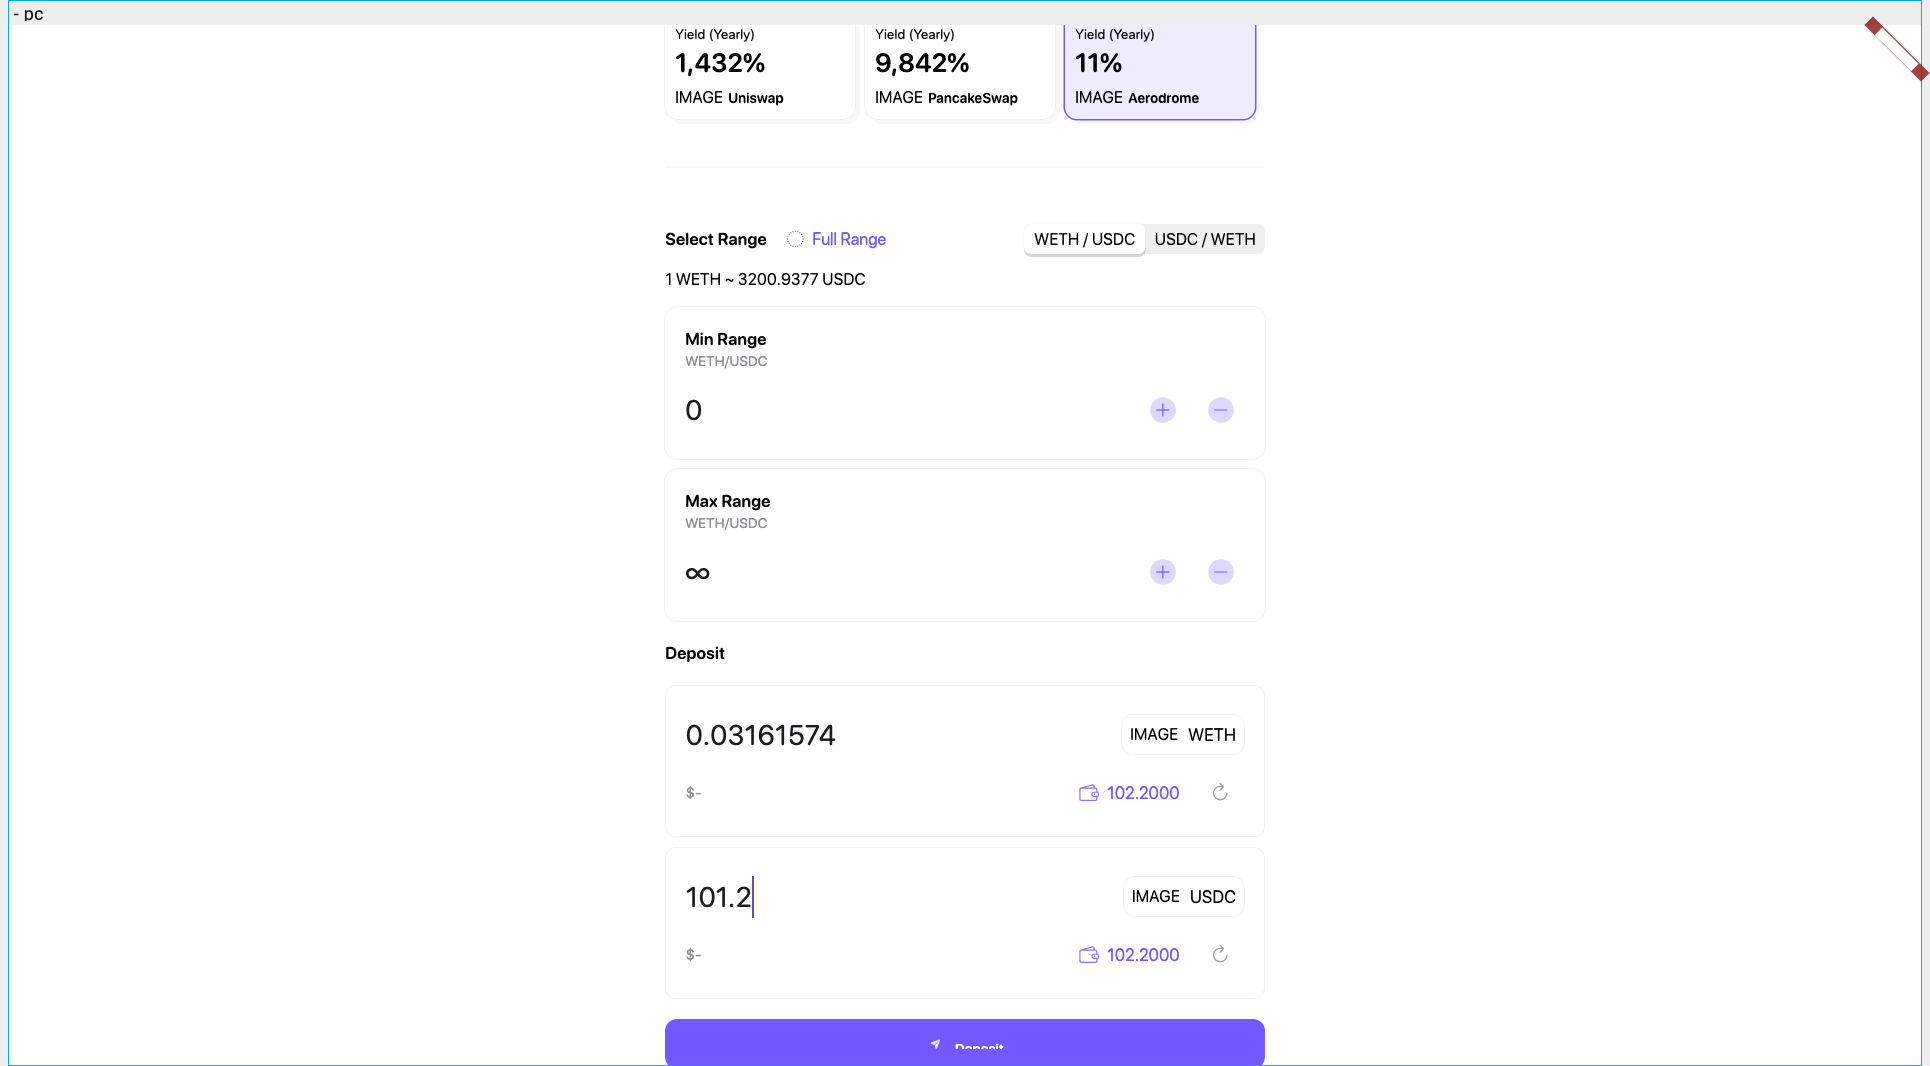 - pc
Yield (Yearly) Yield (Yearly) Yield (Yearly)
1,432% 9,842% 11%
IMAGE Uniswap IMAGE PancakeSwap IMAGE Aerodrome
Select Range Full Range WETH / USDC USDC / WETH
1 WETH ~ 3200.9377 USDC
Min Range
WETH/USDC
0
Max Range
WETH/USDC
∞
Deposit
0.03161574 IMAGE WETH
$- 102.2000
101.2 IMAGE USDC
$- 102.2000
Deposit